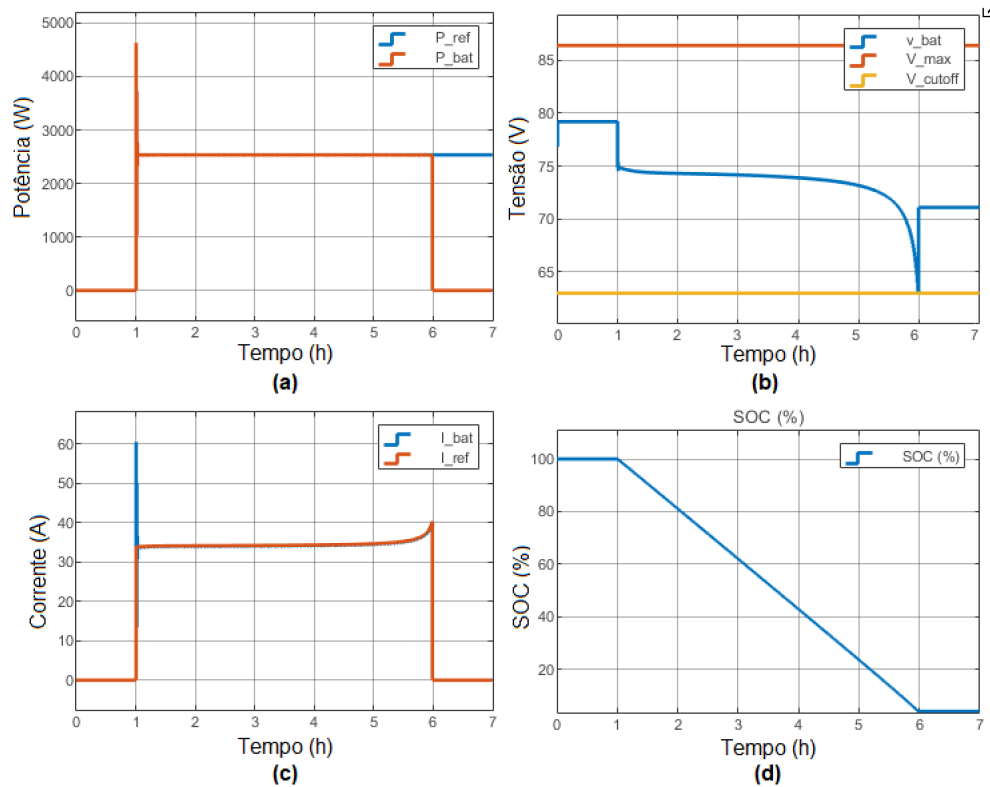 5000
4000
3000
2000
1000
0
Potência (W)
P_ref
P_bat
0 1 2 3 4 5 6 7
Tempo (h)
(a)
85
80
75
70
65
Tensão (V)
v_bat
V_max
V_cutoff
0 1 2 3 4 5 6 7
Tempo (h)
(b)
60
50
40
30
20
10
0
Corrente (A)
I_bat
I_ref
0 1 2 3 4 5 6 7
Tempo (h)
(c)
SOC (%)
100
80
60
40
20
SOC (%)
SOC (%)
0 1 2 3 4 5 6 7
Tempo (h)
(d)